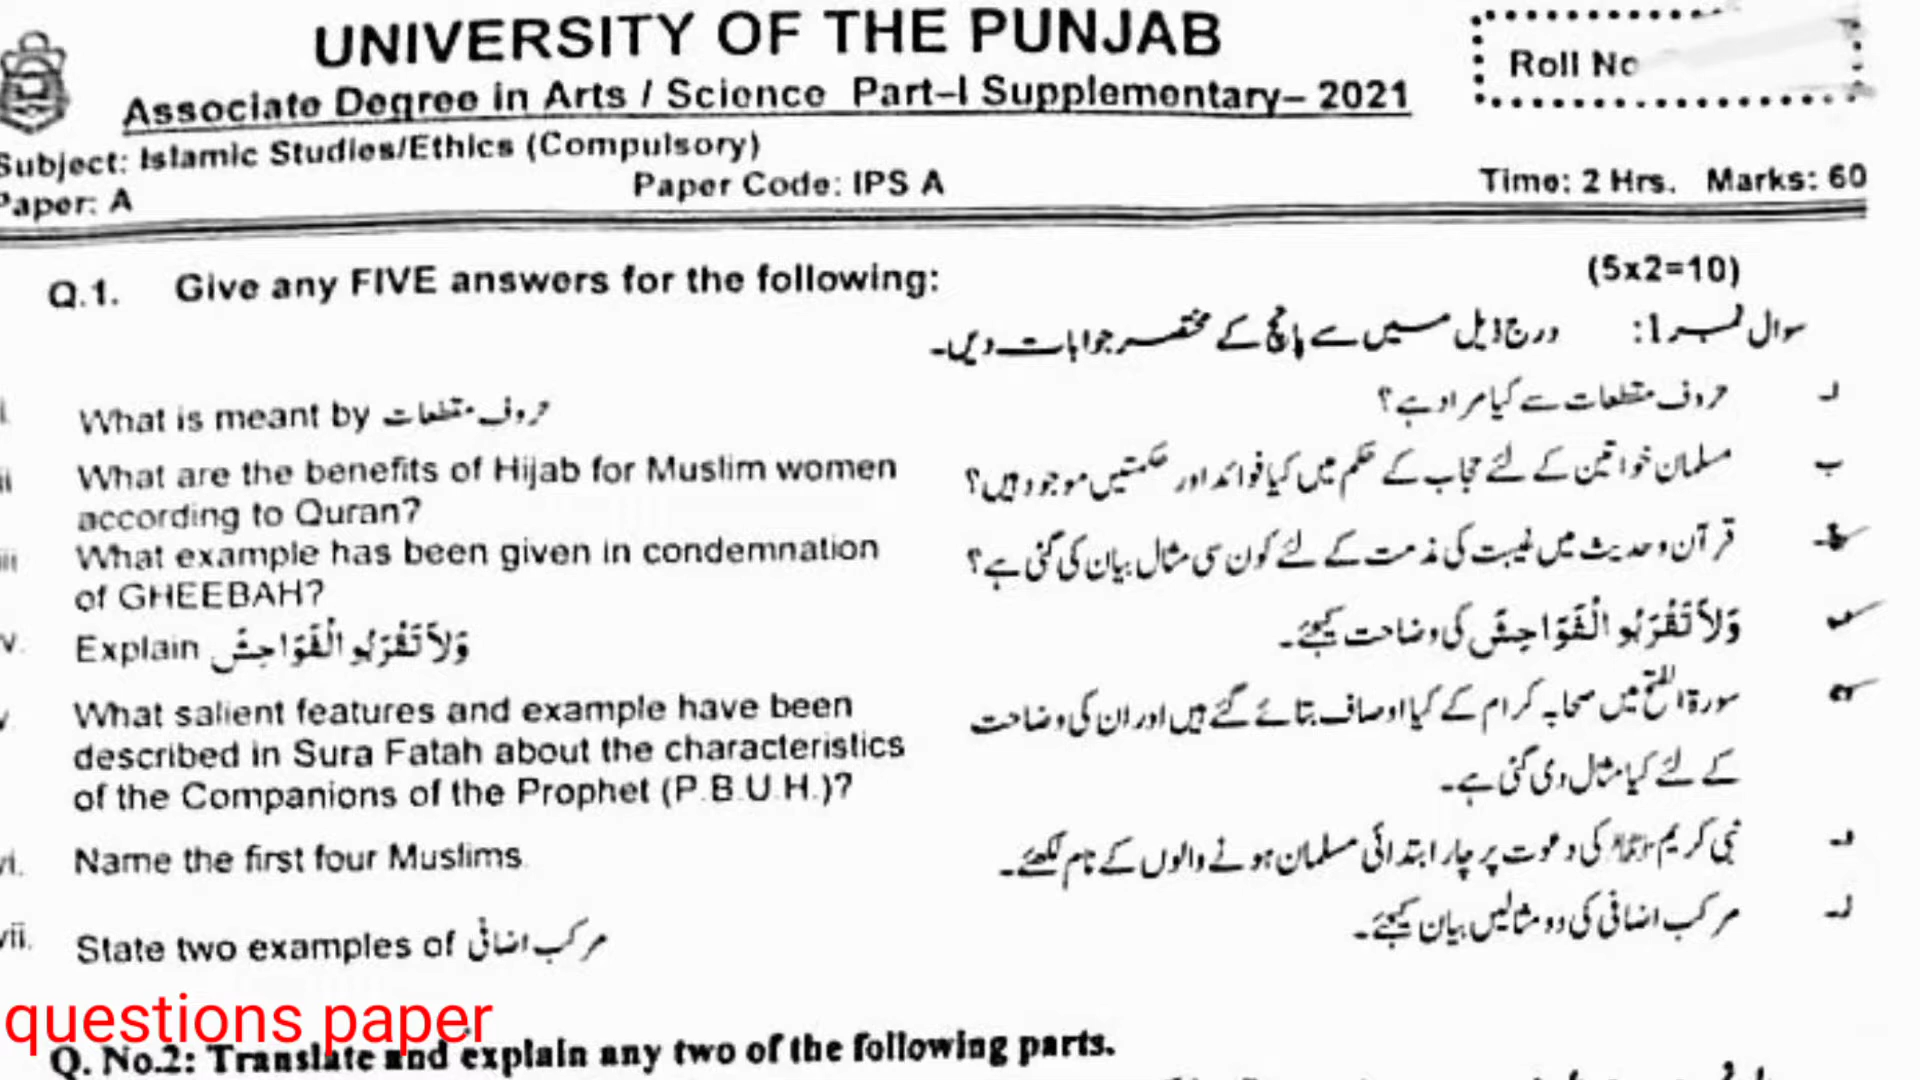 UNIVERSITY OF THE PUNJAB
Roll No
Associate Degree in Arts / Science Part–I Supplementary– 2021
Subject: Islamic Studies/Ethics (Compulsory)
Paper: A
Paper Code: IPS A
Time: 2 Hrs. Marks: 60
Q.1. Give any FIVE answers for the following: (5x2=10)
سوال نمبر 1: درج ذیل میں سے پانچ کے مختصر جوابات دیں۔
What is meant by حروف مقطعات
حروف مقطعات سے کیا مراد ہے؟
ii What are the benefits of Hijab for Muslim women
according to Quran?
ب مسلمان خواتین کے لئے حجاب کے حکم میں کیا فوائد اور حکمتیں موجود ہیں؟
iii What example has been given in condemnation
of GHEEBAH?
قرآن و حدیث میں غیبت کی مذمت کے لئے کون سی مثال بیان کی گئی ہے؟
v. Explain وَلاَ تَقْرَبُو الْفَوَاحِشَ
وَلاَ تَقْرَبُو الْفَوَاحِشَ کی وضاحت کیجئے۔
What salient features and example have been
described in Sura Fatah about the characteristics
of the Companions of the Prophet (P.B.U.H.)?
سورۃ الفتح میں صحابہ کرام کے کیا اوصاف بتائے گئے ہیں اور ان کی وضاحت
کے لئے کیا مثال دی گئی ہے۔
vi. Name the first four Muslims.
نبی کریم کی دعوت پر چار ابتدائی مسلمان ہونے والوں کے نام لکھئے۔
vii. State two examples of مرکب اضافی
مرکب اضافی کی دو مثالیں بیان کیجئے۔
questions paper
Q. No.2: Translate and explain any two of the following parts.